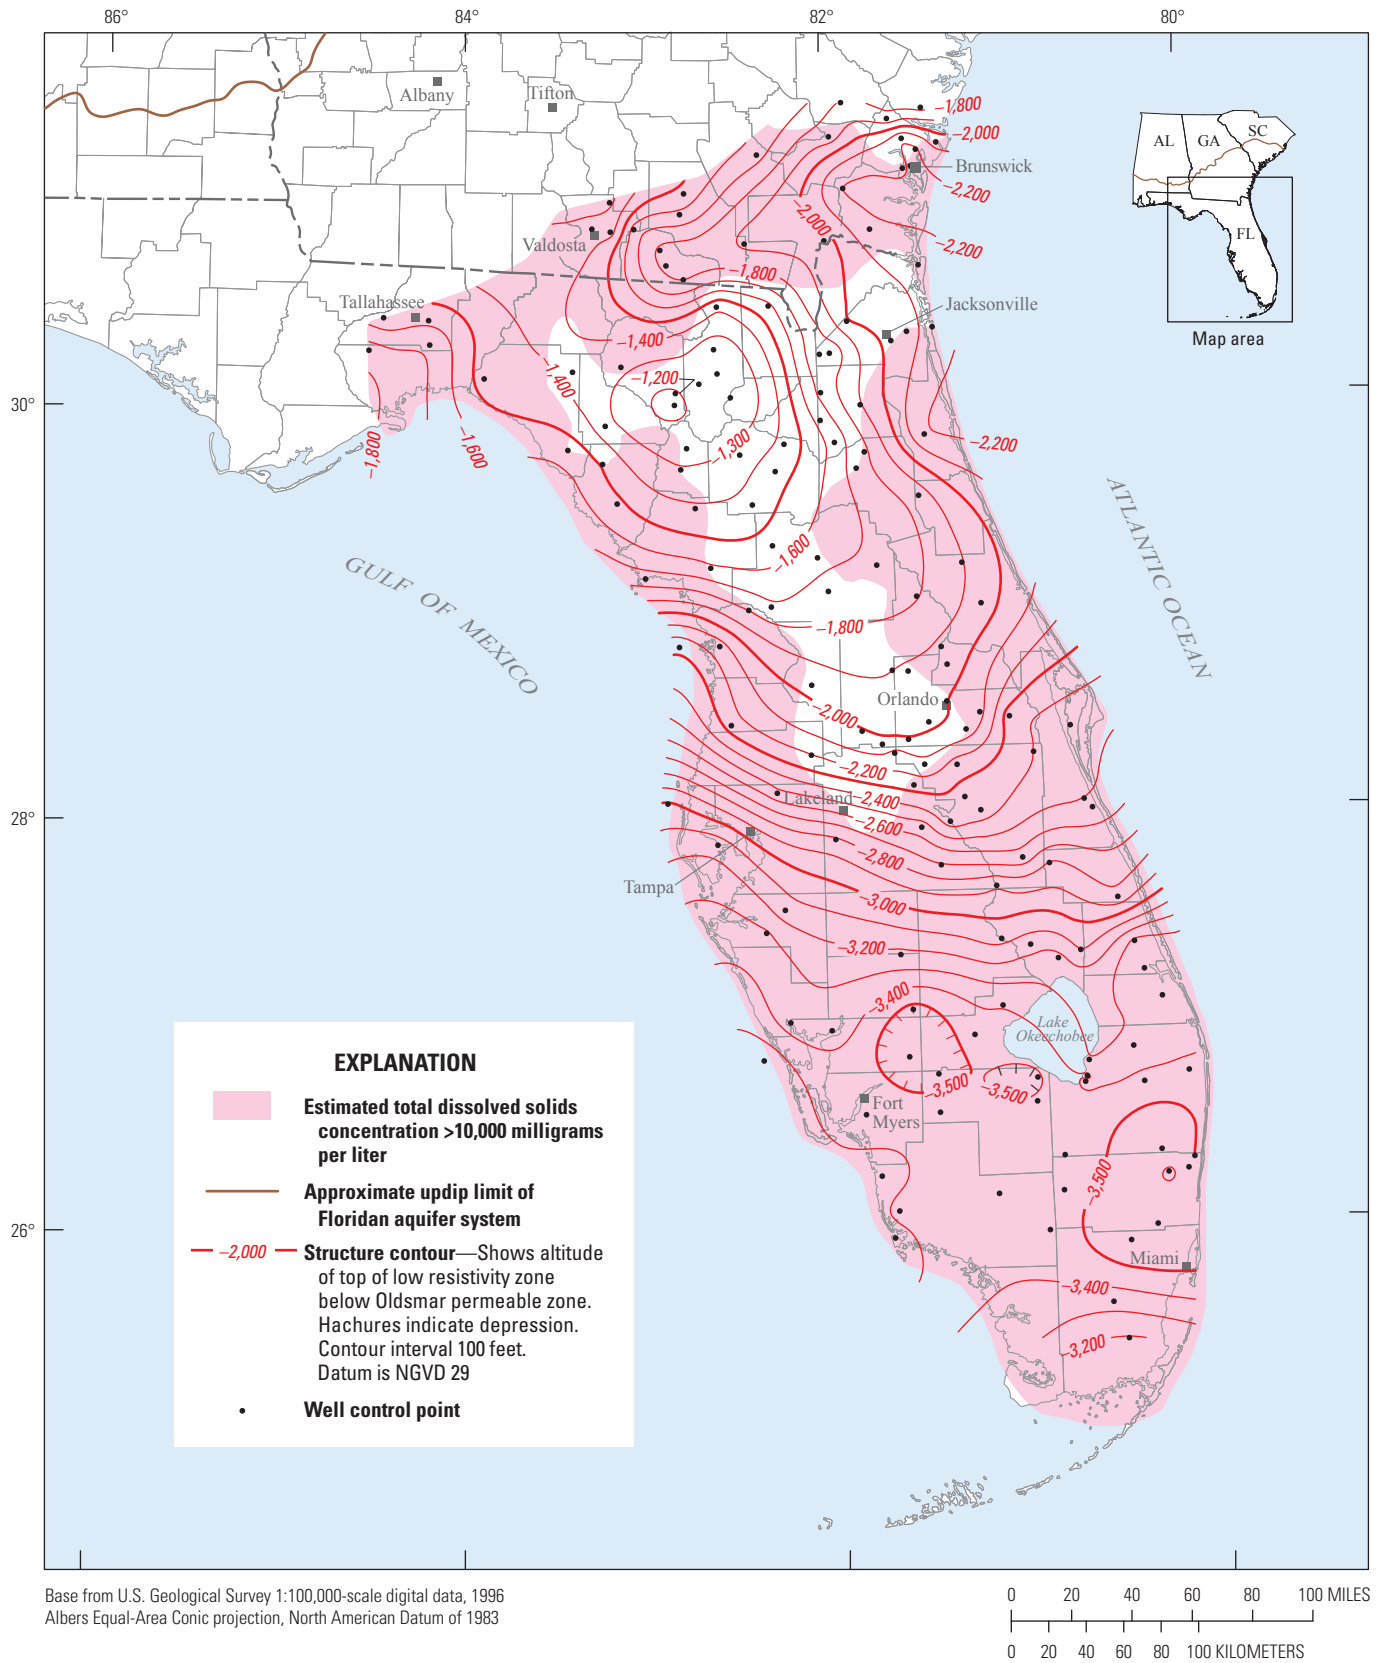 86°
84°
82°
80°
Albany
Tifton
–1,800
–2,000
Brunswick
–2,200
–2,000
Valdosta
–2,200
–1,800
Tallahassee
Jacksonville
–1,400
–1,200
–1,400
30°
–1,800
–1,600
–1,300
–2,200
–1,600
ATLANTIC OCEAN
GULF OF MEXICO
–1,800
Orlando
–2,000
–2,200
Lakeland
–2,400
28°
–2,600
–2,800
Tampa
–3,000
–3,200
–3,400
Lake
Okeechobee
–3,500
–3,500
Fort
Myers
–3,500
26°
Miami
–3,400
–3,200
AL
GA
SC
FL
Map area
EXPLANATION
Estimated total dissolved solids
concentration >10,000 milligrams
per liter
Approximate updip limit of
Floridan aquifer system
–2,000
Structure contour—Shows altitude
of top of low resistivity zone
below Oldsmar permeable zone.
Hachures indicate depression.
Contour interval 100 feet.
Datum is NGVD 29
Well control point
Base from U.S. Geological Survey 1:100,000-scale digital data, 1996
Albers Equal-Area Conic projection, North American Datum of 1983
0 20 40 60 80 100 MILES
0 20 40 60 80 100 KILOMETERS